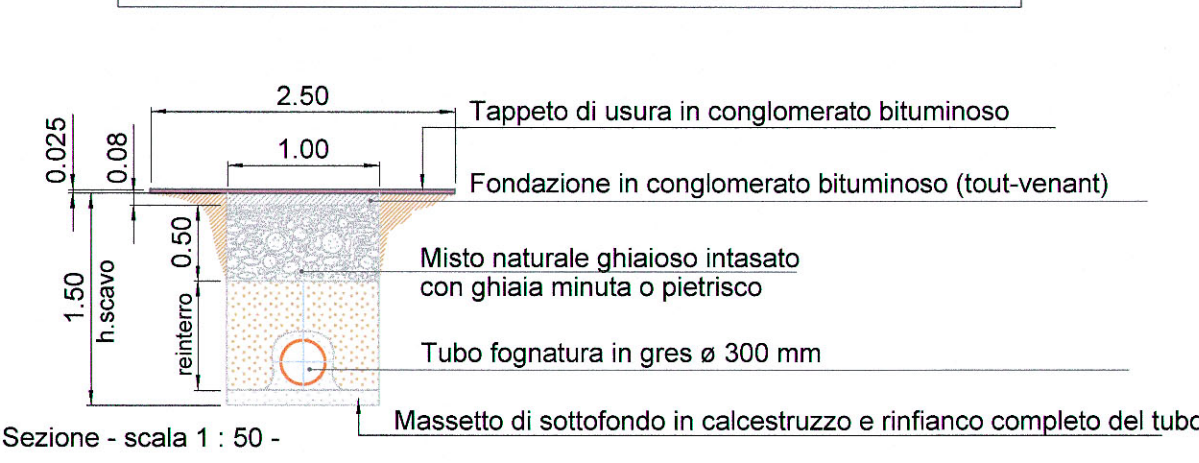 2.50
Tappeto di usura in conglomerato bituminoso
0.025
0.08
1.00
Fondazione in conglomerato bituminoso (tout-venant)
0.50
1.50
h.scavo
Misto naturale ghiaioso intasato
con ghiaia minuta o pietrisco
reinterro
Tubo fognatura in gres ø 300 mm
Massetto di sottofondo in calcestruzzo e rinfianco completo del tubo
Sezione - scala 1 : 50 -